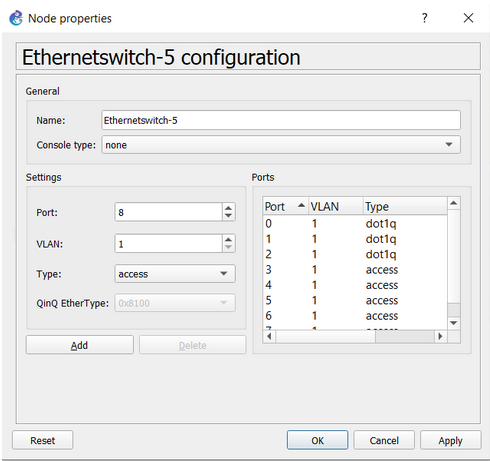 Node properties
?
Ethernetswitch-5 configuration
General
Name: Ethernetswitch-5
Console type: none
Settings
Port: 8
VLAN: 1
Type: access
QinQ EtherType: 0x8100
Add Delete
Ports
Port VLAN Type
0 1 dot1q
1 1 dot1q
2 1 dot1q
3 1 access
4 1 access
5 1 access
6 1 access
7 1 access
Reset OK Cancel Apply